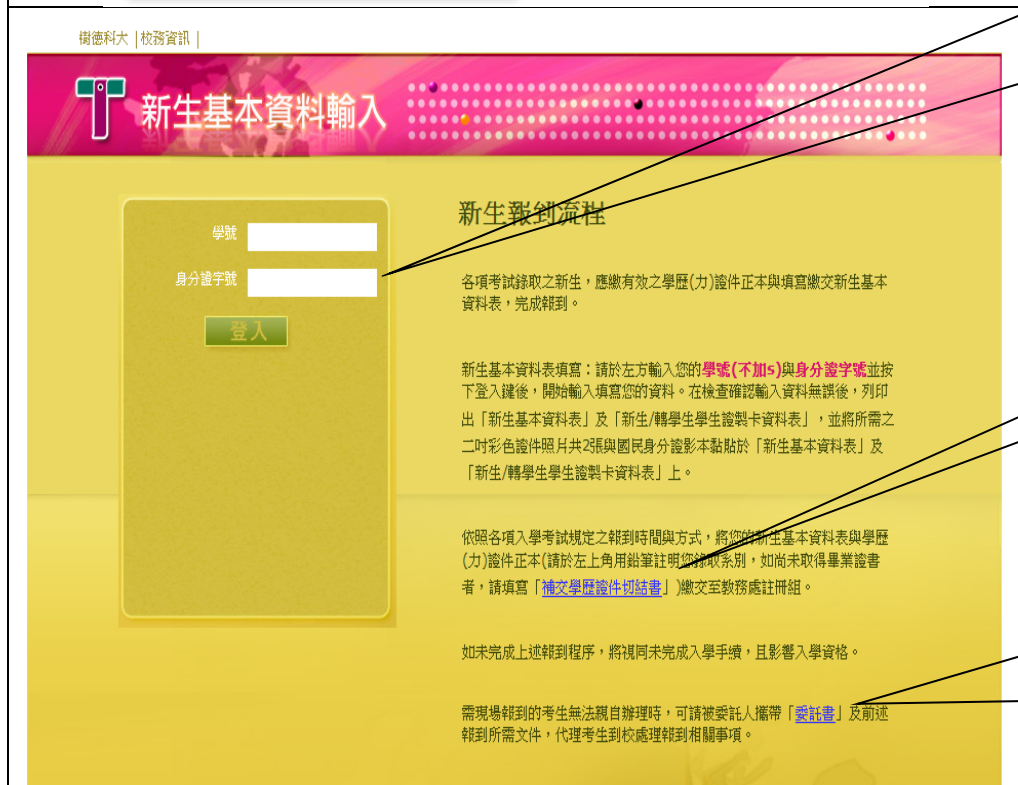 樹德科大 | 校務資訊 |
新生基本資料輸入
學號
身分證字號
登入
新生報到流程
各項考試錄取之新生，應繳有效之學歷(力)證件正本與填寫繳交新生基本
資料表，完成報到。
新生基本資料表填寫：請於左方輸入您的學號(不加s)與身分證字號並按
下登入鍵後，開始輸入填寫您的資料。在檢查確認輸入資料無誤後，列印
出「新生基本資料表」及「新生/轉學生學生證製卡資料表」，並將所需之
二吋彩色證件照片共2張與國民身分證影本黏貼於「新生基本資料表」及
「新生/轉學生學生證製卡資料表」上。
依照各項入學考試規定之報到時間與方式，將您的新生基本資料表與學歷
(力)證件正本(請於左上角用鉛筆註明您錄取系別，如尚未取得畢業證書
者，請填寫「補交學歷證件切結書」)繳交至教務處註冊組。
如未完成上述報到程序，將視同未完成入學手續，且影響入學資格。
需現場報到的考生無法親自辦理時，可請被委託人攜帶「委託書」及前述
報到所需文件，代理考生到校處理報到相關事項。